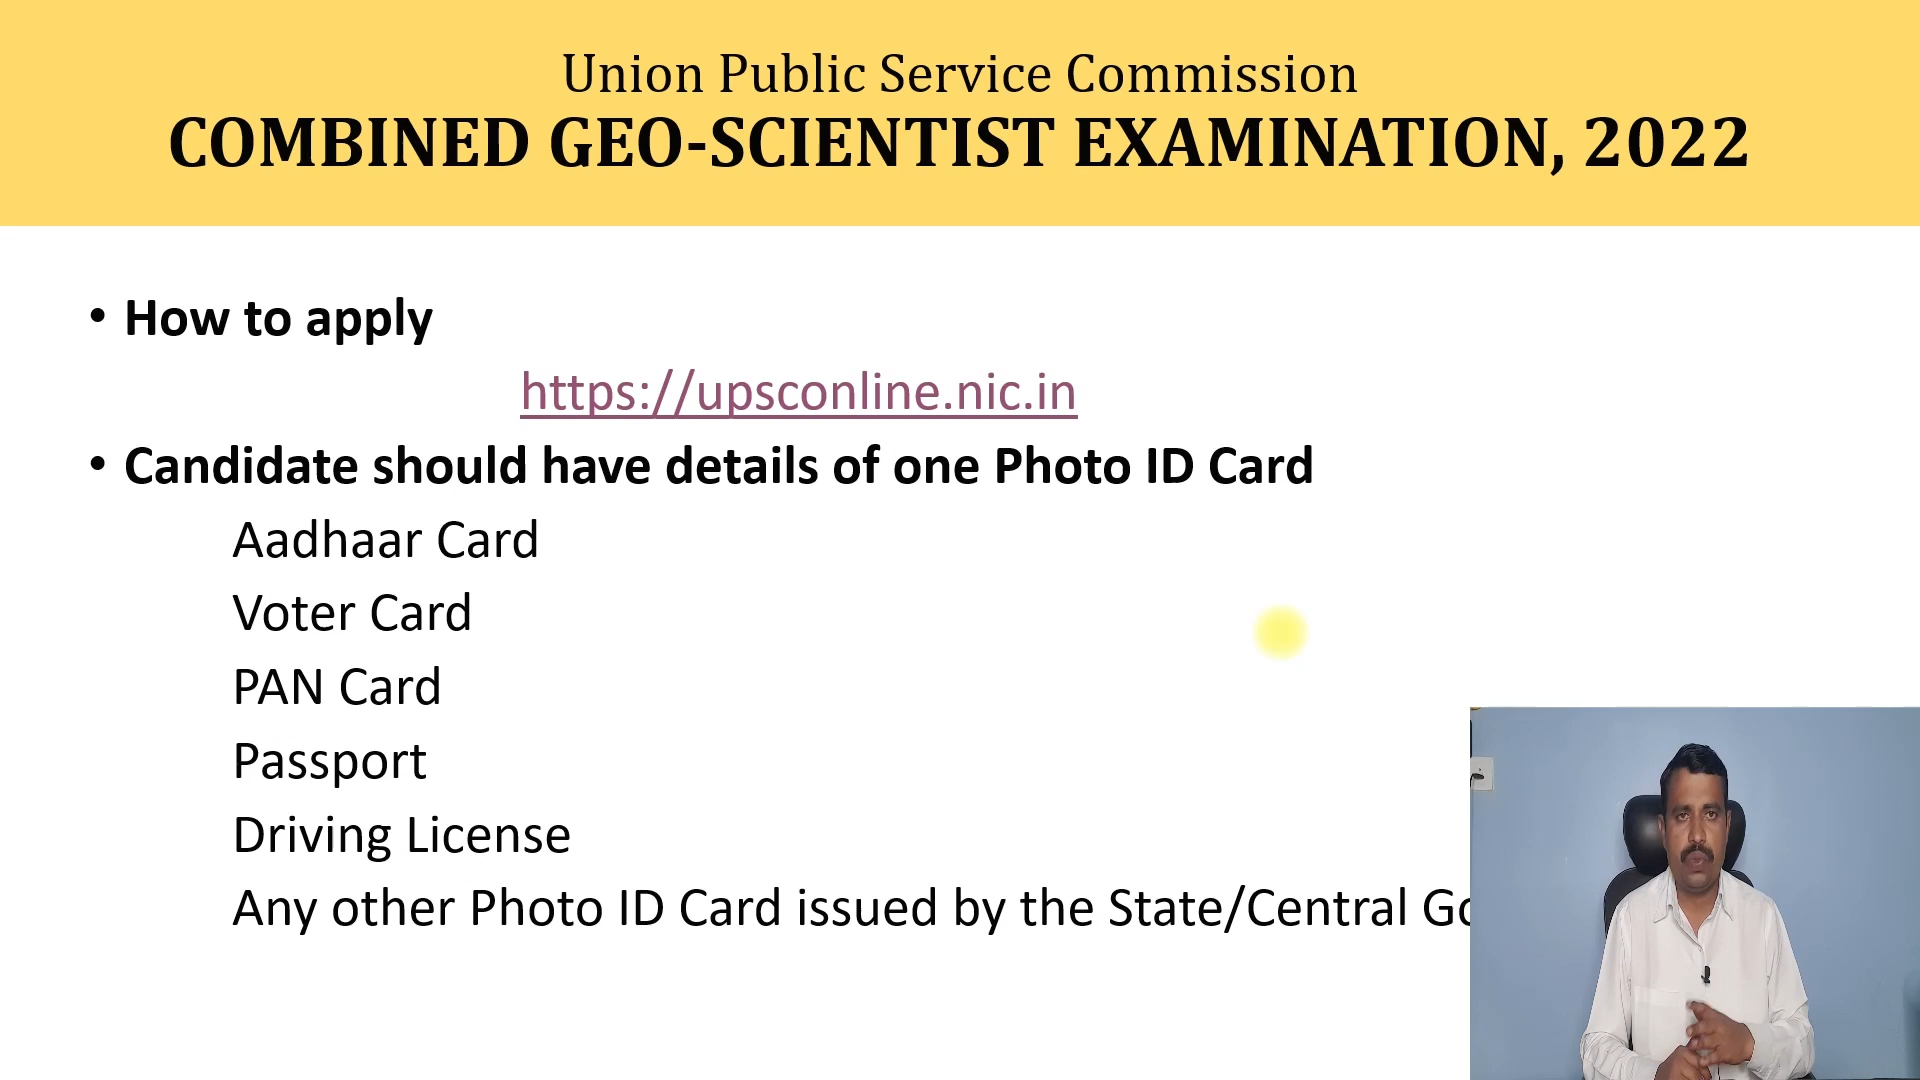 Union Public Service Commission
COMBINED GEO-SCIENTIST EXAMINATION, 2022
• How to apply
https://upsconline.nic.in
• Candidate should have details of one Photo ID Card
Aadhaar Card
Voter Card
PAN Card
Passport
Driving License
Any other Photo ID Card issued by the State/Central